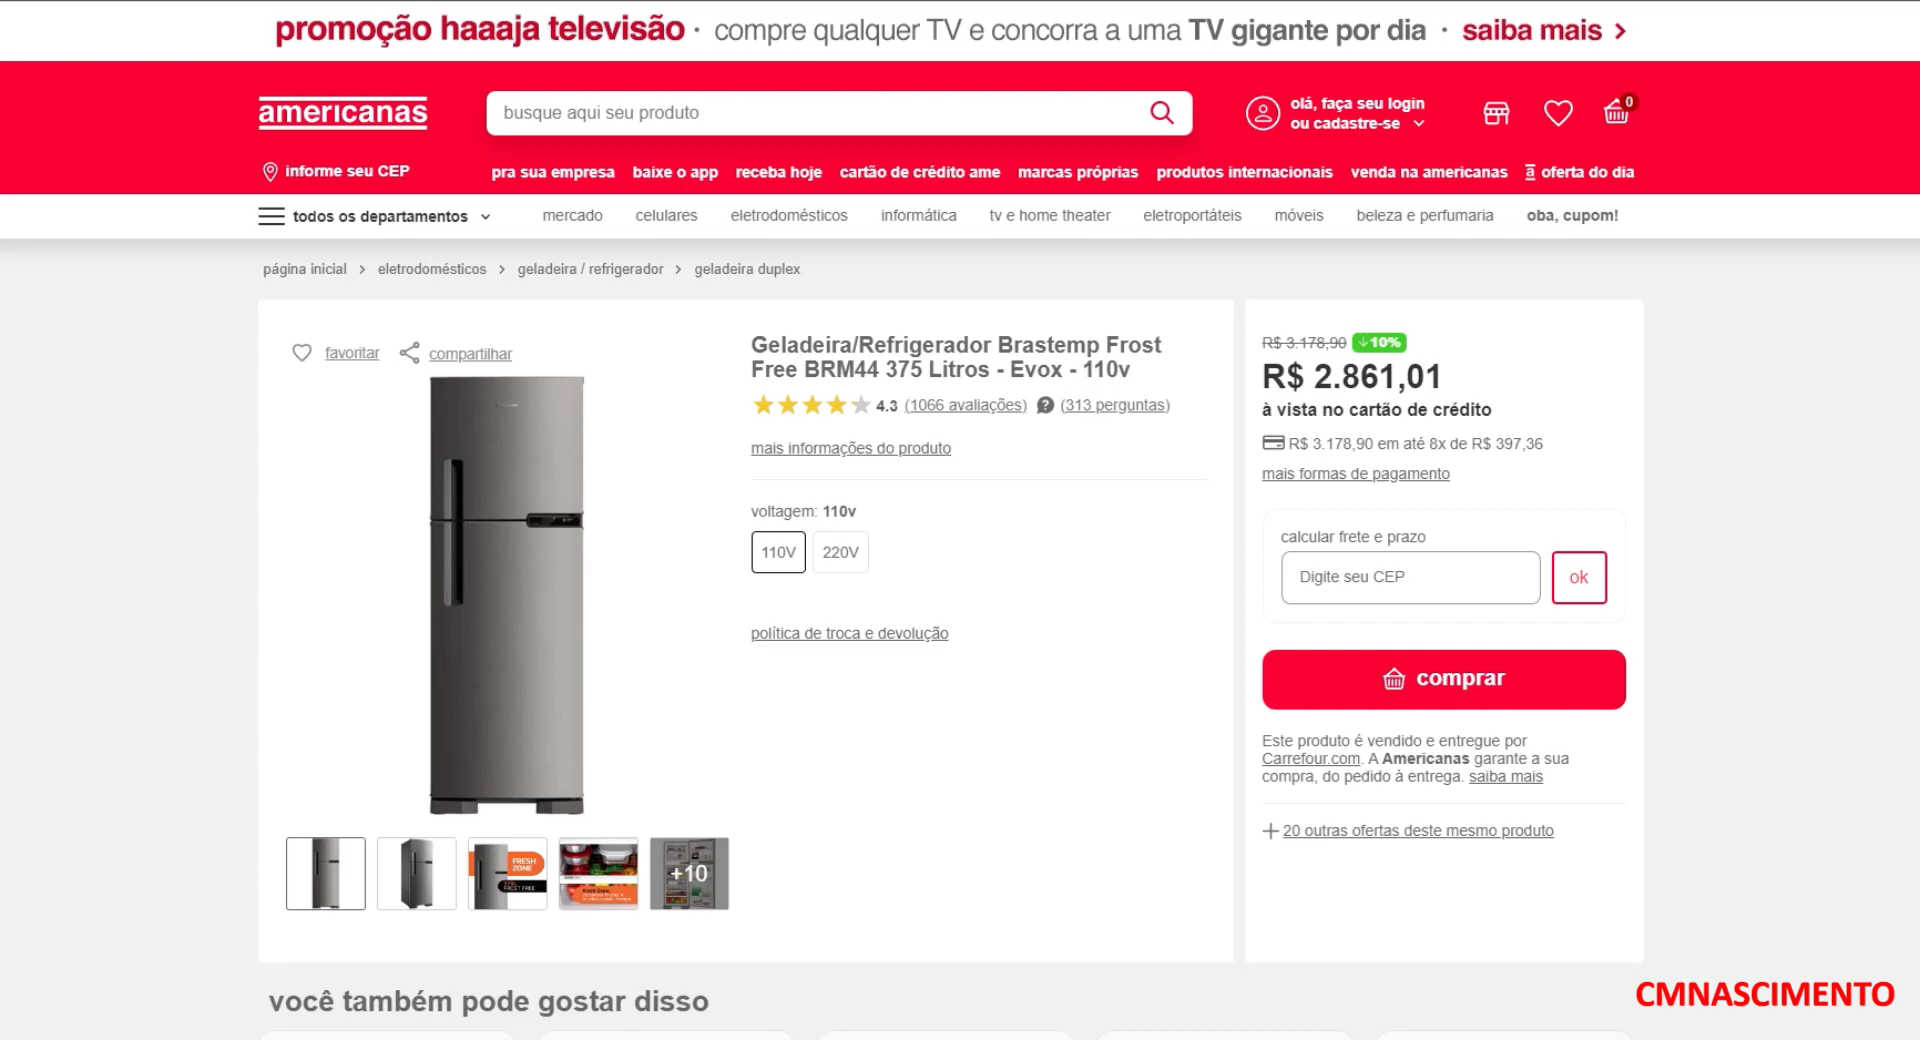 promoção haaaja televisão · compre qualquer TV e concorra a uma TV gigante por dia · saiba mais >
americanas
busque aqui seu produto
olá, faça seu login
ou cadastre-se
0
informe seu CEP
pra sua empresa baixe o app receba hoje cartão de crédito ame marcas próprias produtos internacionais venda na americanas a oferta do dia
todos os departamentos mercado celulares eletrodomésticos informática tv e home theater eletroportáteis móveis beleza e perfumaria oba, cupom!
página inicial > eletrodomésticos > geladeira / refrigerador > geladeira duplex
favoritar compartilhar
Geladeira/Refrigerador Brastemp Frost
Free BRM44 375 Litros - Evox - 110v
4.3 (1066 avaliações) ? (313 perguntas)
mais informações do produto
voltagem: 110v
110V 220V
política de troca e devolução
FRESH
ZONE
FROST FREE
+10
R$ 3.178,90 ↓10%
R$ 2.861,01
à vista no cartão de crédito
R$ 3.178,90 em até 8x de R$ 397,36
mais formas de pagamento
calcular frete e prazo
Digite seu CEP ok
comprar
Este produto é vendido e entregue por
Carrefour.com. A Americanas garante a sua
compra, do pedido à entrega. saiba mais
+ 20 outras ofertas deste mesmo produto
você também pode gostar disso
CMNASCIMENTO